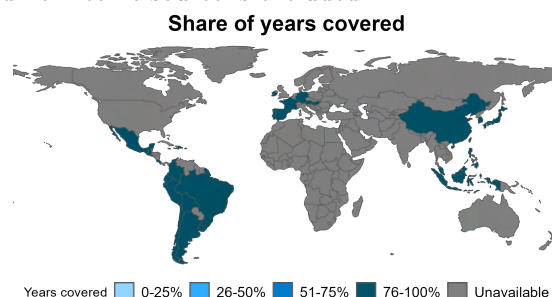 Share of years covered
Years covered 0-25% 26-50% 51-75% 76-100% Unavailable